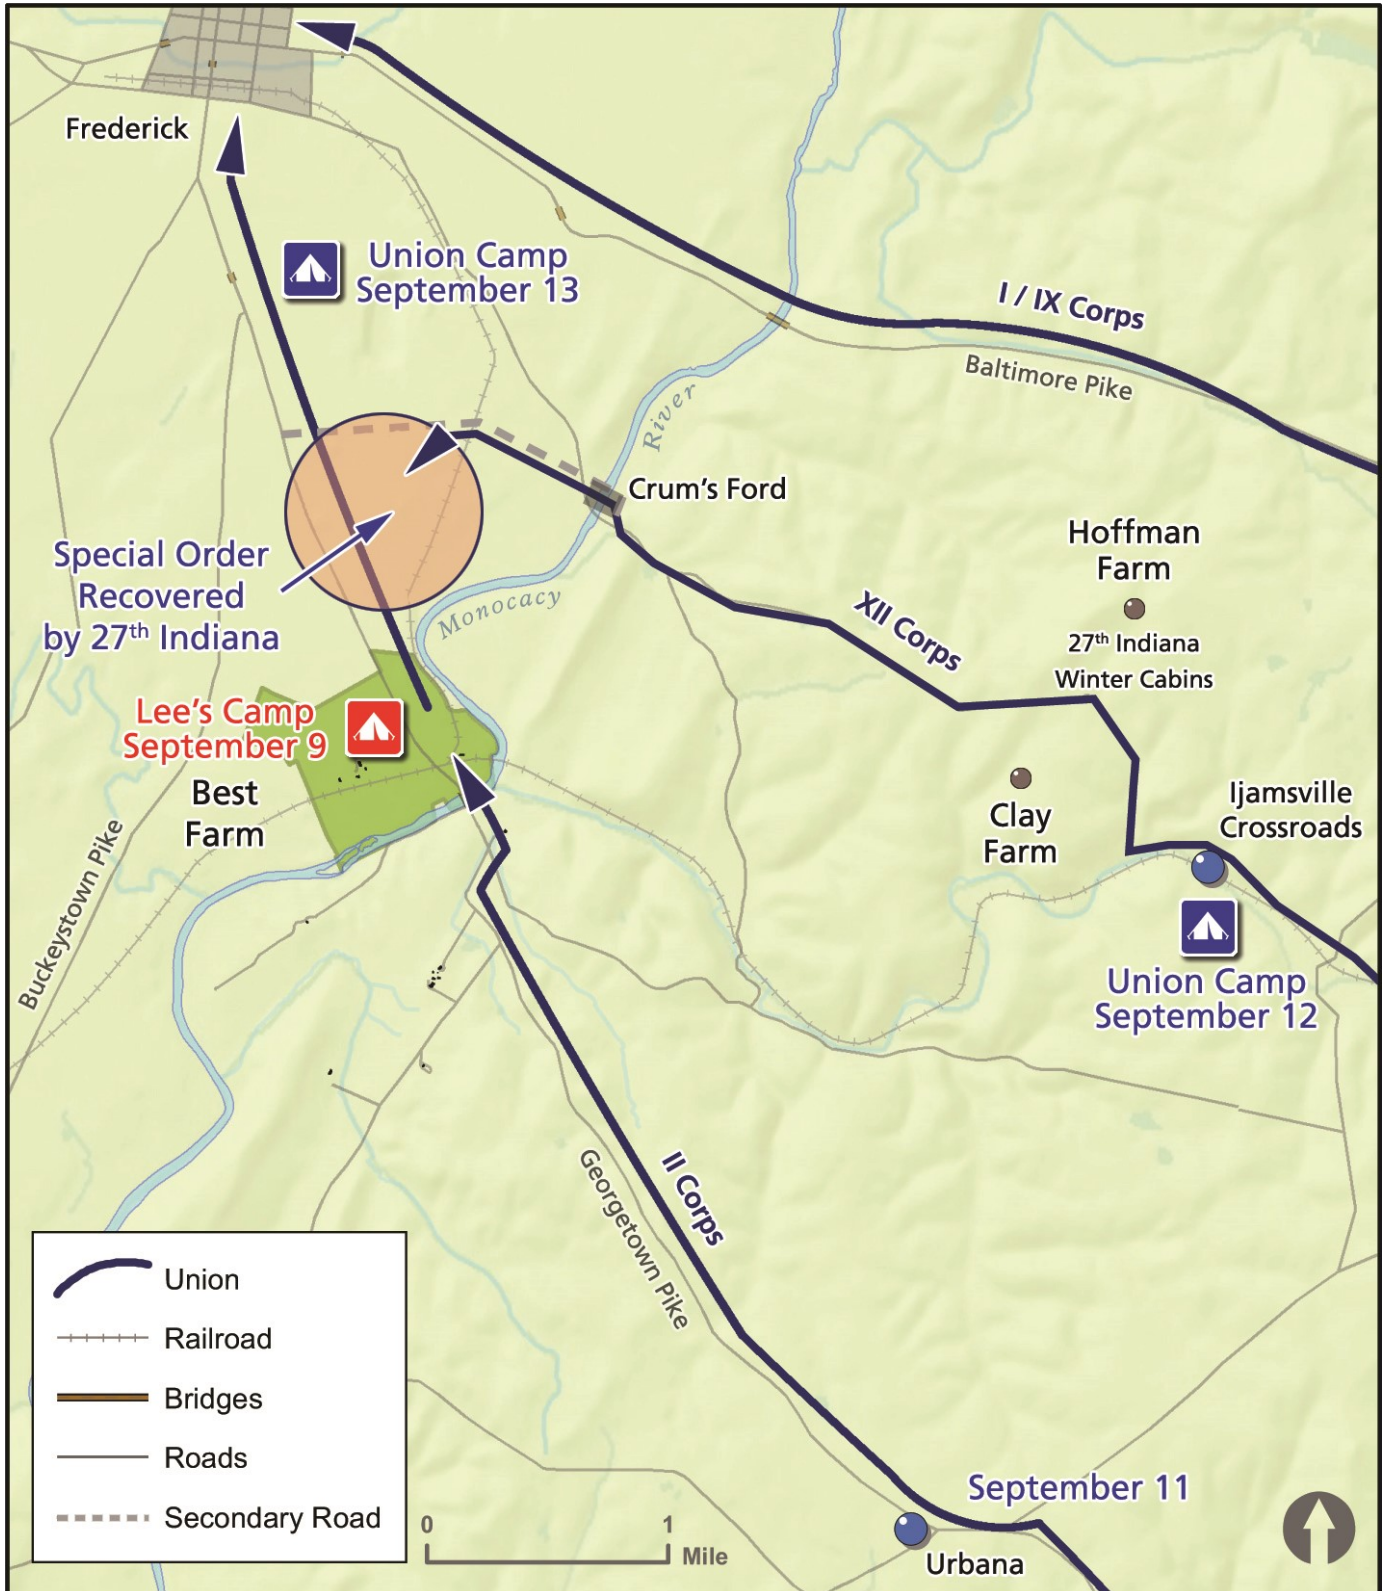 Frederick
Union Camp
September 13
I / IX Corps
Baltimore Pike
River
Crum's Ford
Hoffman
Farm
27th Indiana
Winter Cabins
Special Order
Recovered
by 27th Indiana
Monocacy
XII Corps
Lee's Camp
September 9
Best
Farm
Clay
Farm
Ijamsville
Crossroads
Buckeystown Pike
Union Camp
September 12
II Corps
Georgetown Pike
Union
Railroad
Bridges
Roads
Secondary Road
0 1
Mile
September 11
Urbana